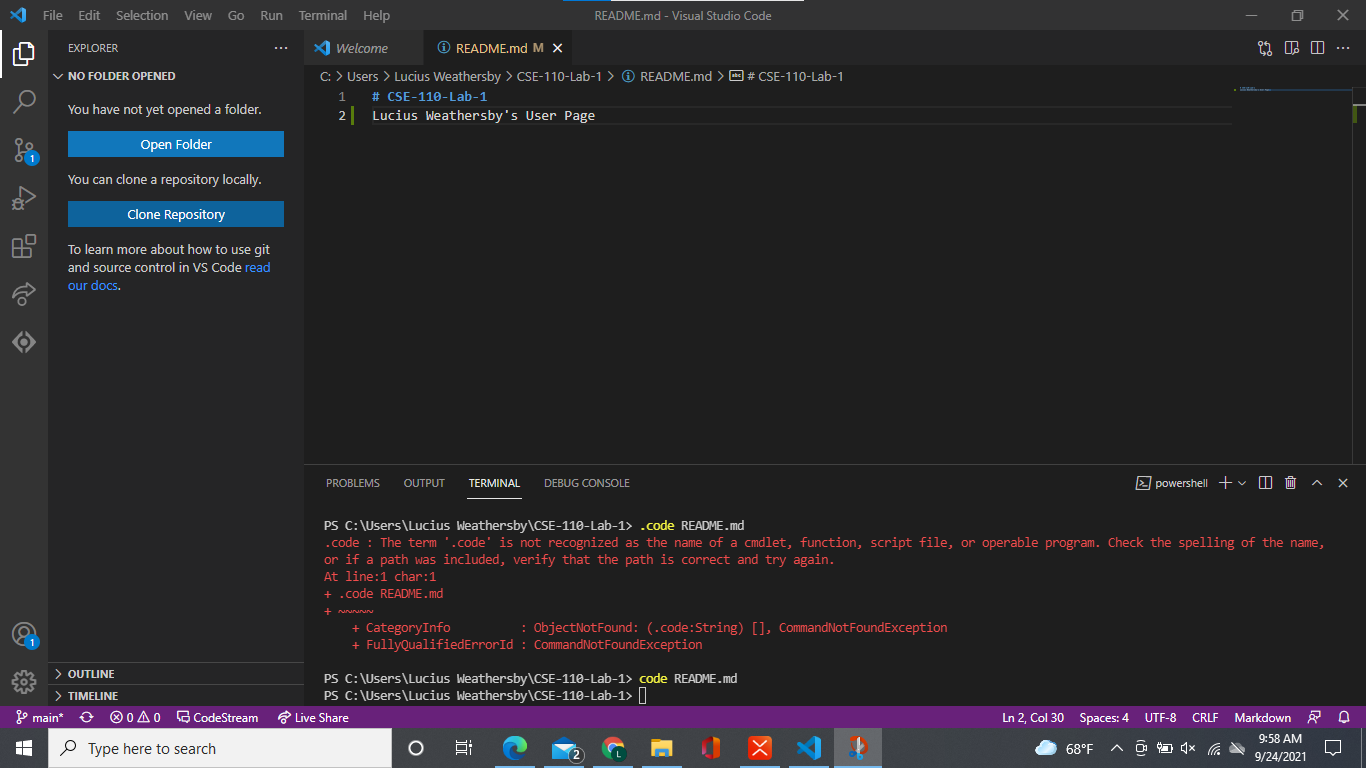 File Edit Selection View Go Run Terminal Help README.md - Visual Studio Code
EXPLORER
NO FOLDER OPENED
You have not yet opened a folder.
Open Folder
You can clone a repository locally.
Clone Repository
To learn more about how to use git
and source control in VS Code read
our docs.
1
1
OUTLINE
TIMELINE
Welcome README.md M
C: > Users > Lucius Weathersby > CSE-110-Lab-1 > README.md > # CSE-110-Lab-1
1 # CSE-110-Lab-1
2 Lucius Weathersby's User Page
PROBLEMS OUTPUT TERMINAL DEBUG CONSOLE powershell
PS C:\Users\Lucius Weathersby\CSE-110-Lab-1> .code README.md
.code : The term '.code' is not recognized as the name of a cmdlet, function, script file, or operable program. Check the spelling of the name,
or if a path was included, verify that the path is correct and try again.
At line:1 char:1
+ .code README.md
+ ~~~~~
+ CategoryInfo : ObjectNotFound: (.code:String) [], CommandNotFoundException
+ FullyQualifiedErrorId : CommandNotFoundException
PS C:\Users\Lucius Weathersby\CSE-110-Lab-1> code README.md
PS C:\Users\Lucius Weathersby\CSE-110-Lab-1>
main* 0 0 CodeStream Live Share Ln 2, Col 30 Spaces: 4 UTF-8 CRLF Markdown
Type here to search 2 L 68°F 9:58 AM
9/24/2021